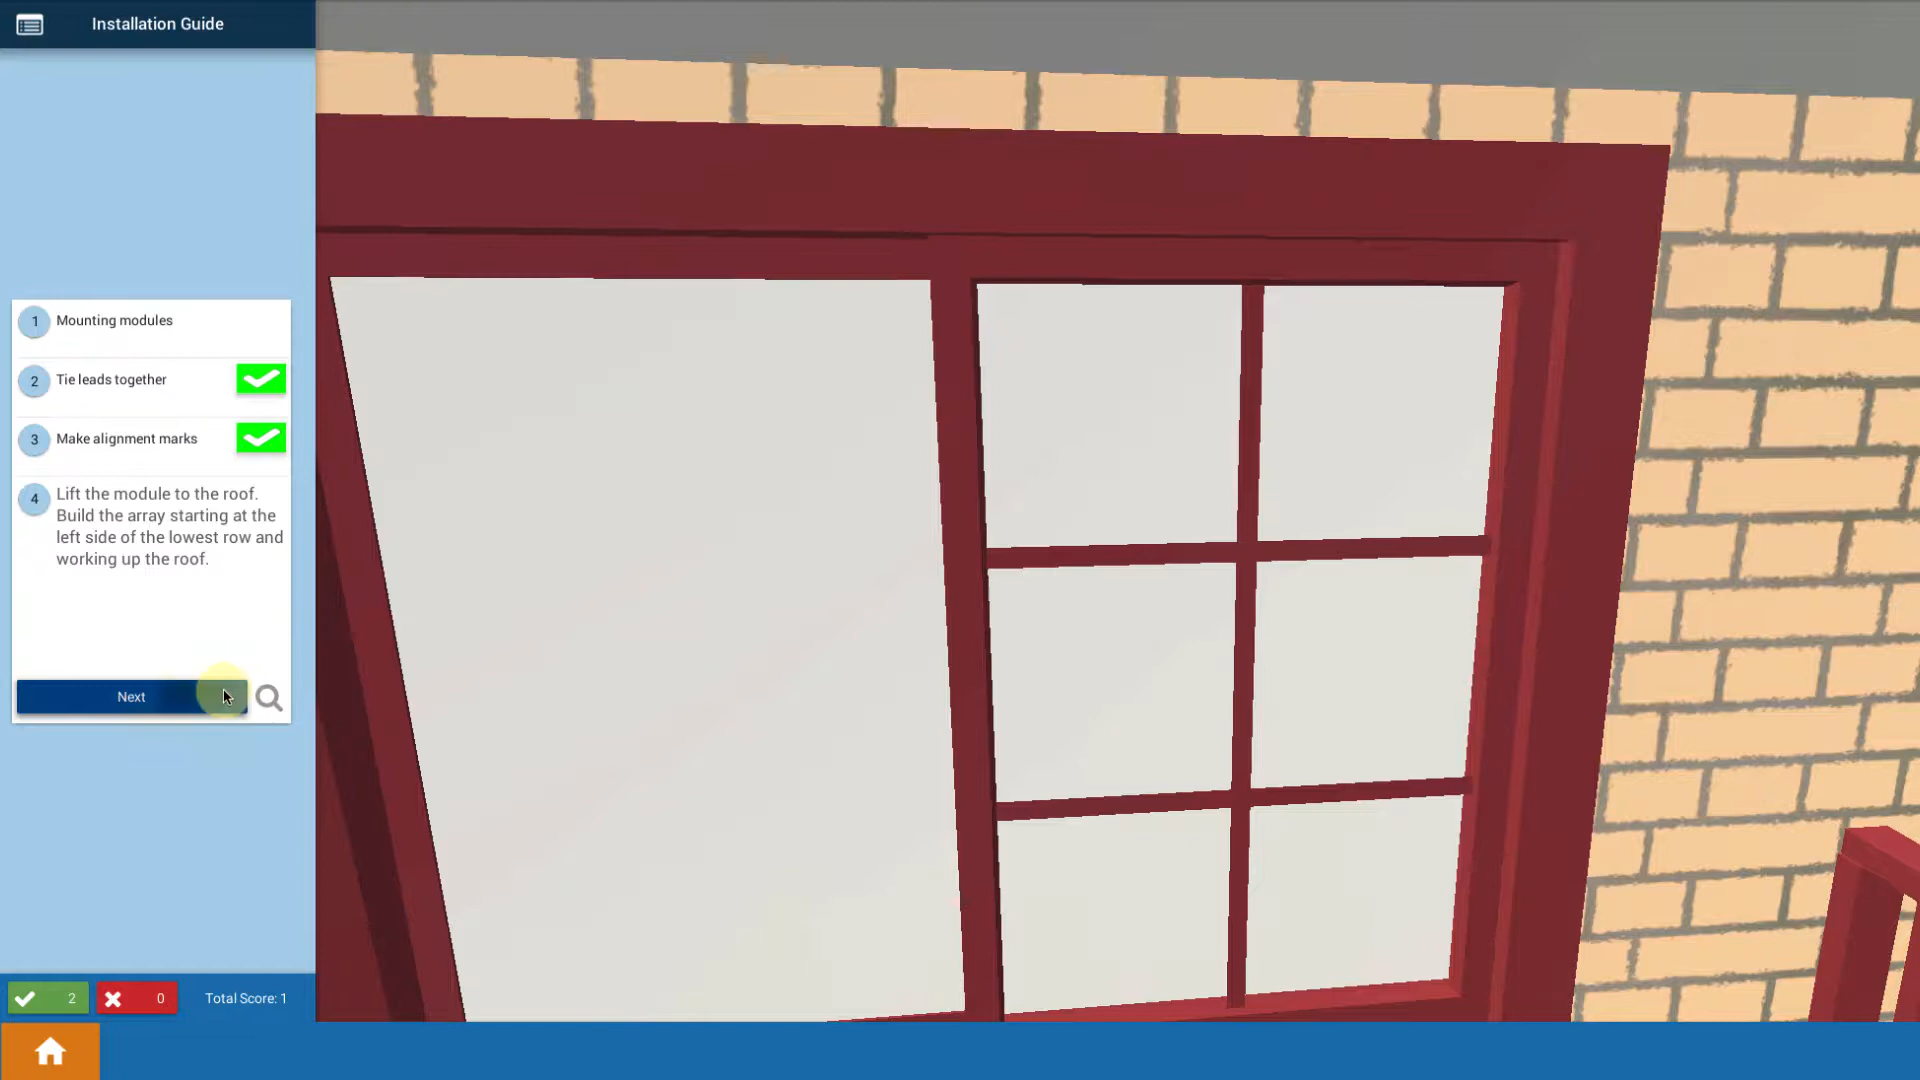 Installation Guide
1 Mounting modules
2 Tie leads together
3 Make alignment marks
4 Lift the module to the roof.
Build the array starting at the
left side of the lowest row and
working up the roof.
Next
2 0 Total Score: 1